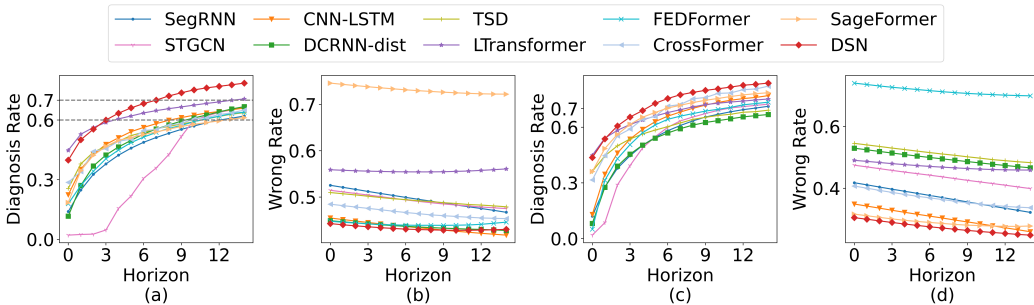 SegRNN CNN-LSTM TSD FEDFormer SageFormer
STGCN DCRNN-dist LTransformer CrossFormer DSN
Diagnosis Rate
0.7
0.6
0.3
0.0
0 3 6 9 12
Horizon
(a)
Wrong Rate
0.7
0.6
0.5
0 3 6 9 12
Horizon
(b)
Diagnosis Rate
0.7
0.6
0.3
0.0
0 3 6 9 12
Horizon
(c)
Wrong Rate
0.6
0.4
0 3 6 9 12
Horizon
(d)